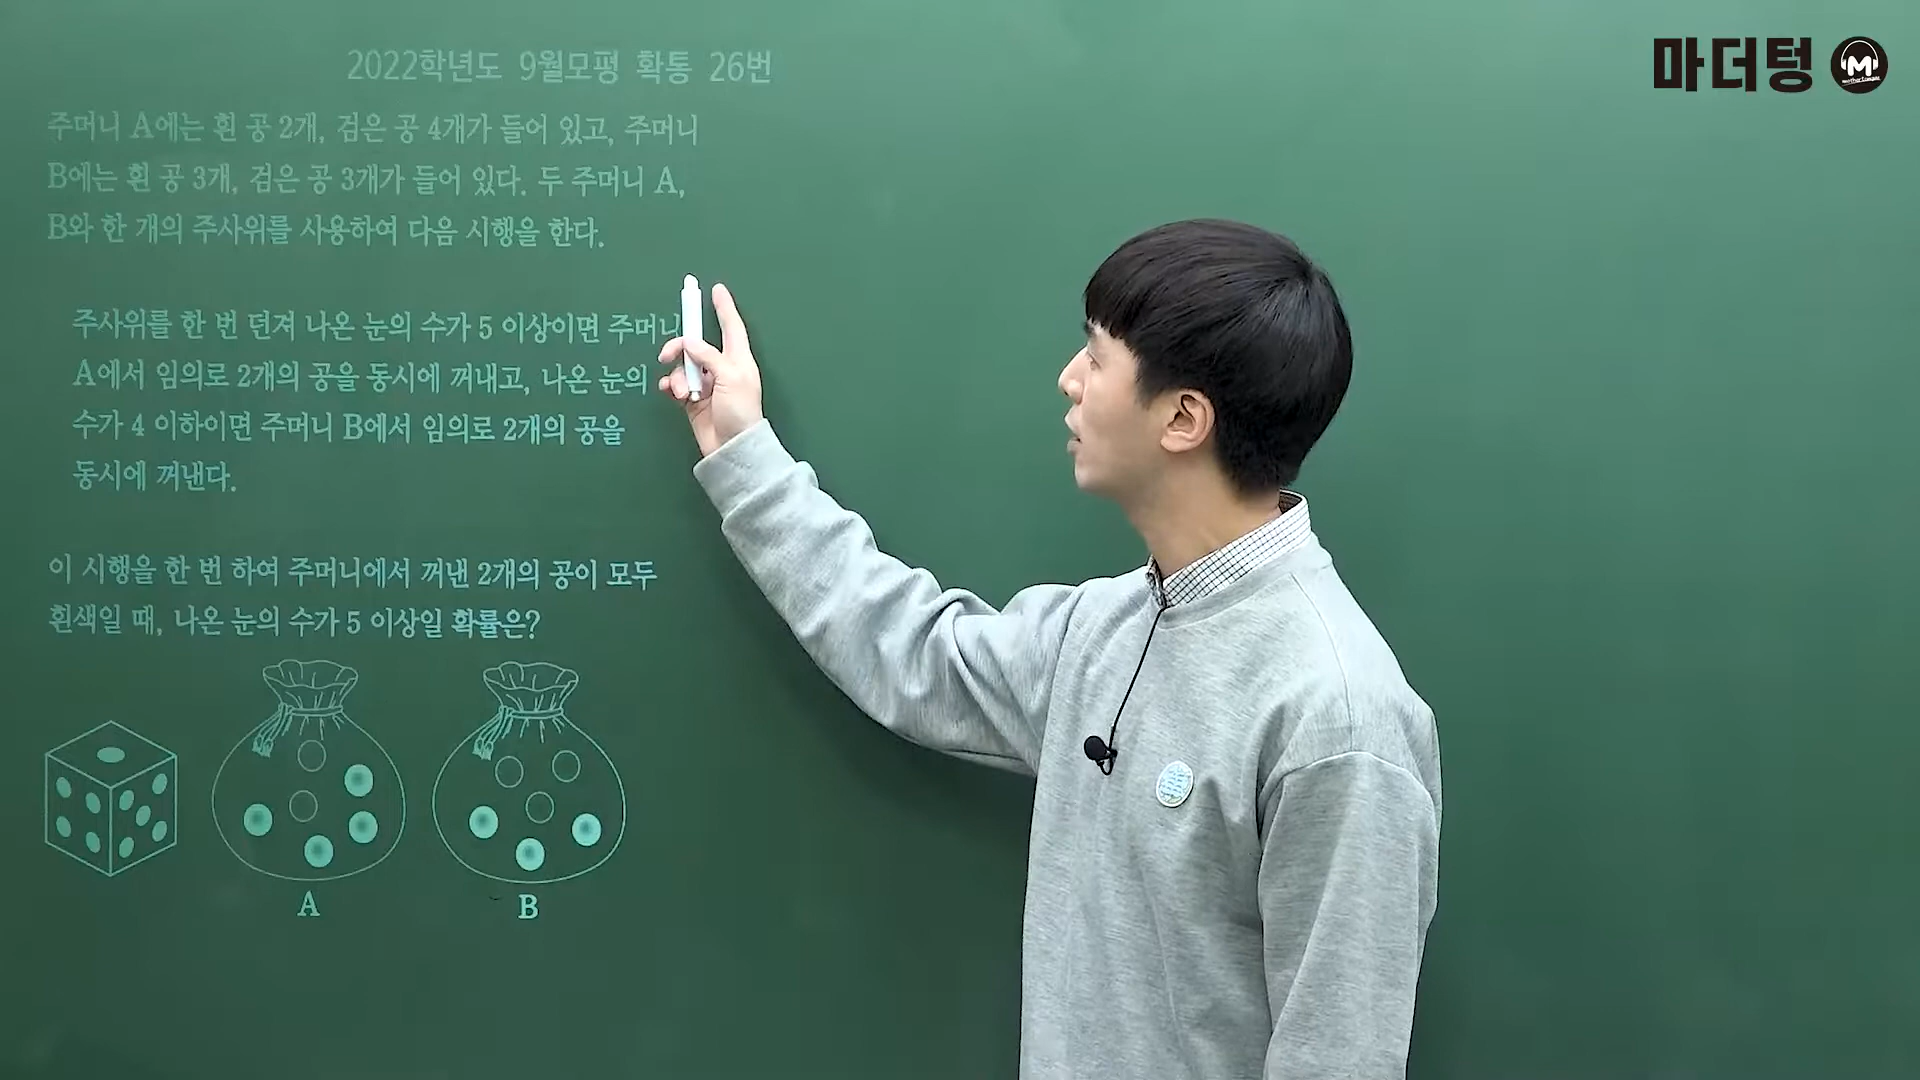 2022학년도 9월모평 확통 26번
마더텅
M
주머니 A에는 흰 공 2개, 검은 공 4개가 들어 있고, 주머니
B에는 흰 공 3개, 검은 공 3개가 들어 있다. 두 주머니 A,
B와 한 개의 주사위를 사용하여 다음 시행을 한다.
주사위를 한 번 던져 나온 눈의 수가 5 이상이면 주머니
A에서 임의로 2개의 공을 동시에 꺼내고, 나온 눈의
수가 4 이하이면 주머니 B에서 임의로 2개의 공을
동시에 꺼낸다.
이 시행을 한 번 하여 주머니에서 꺼낸 2개의 공이 모두
흰색일 때, 나온 눈의 수가 5 이상일 확률은?
A
B